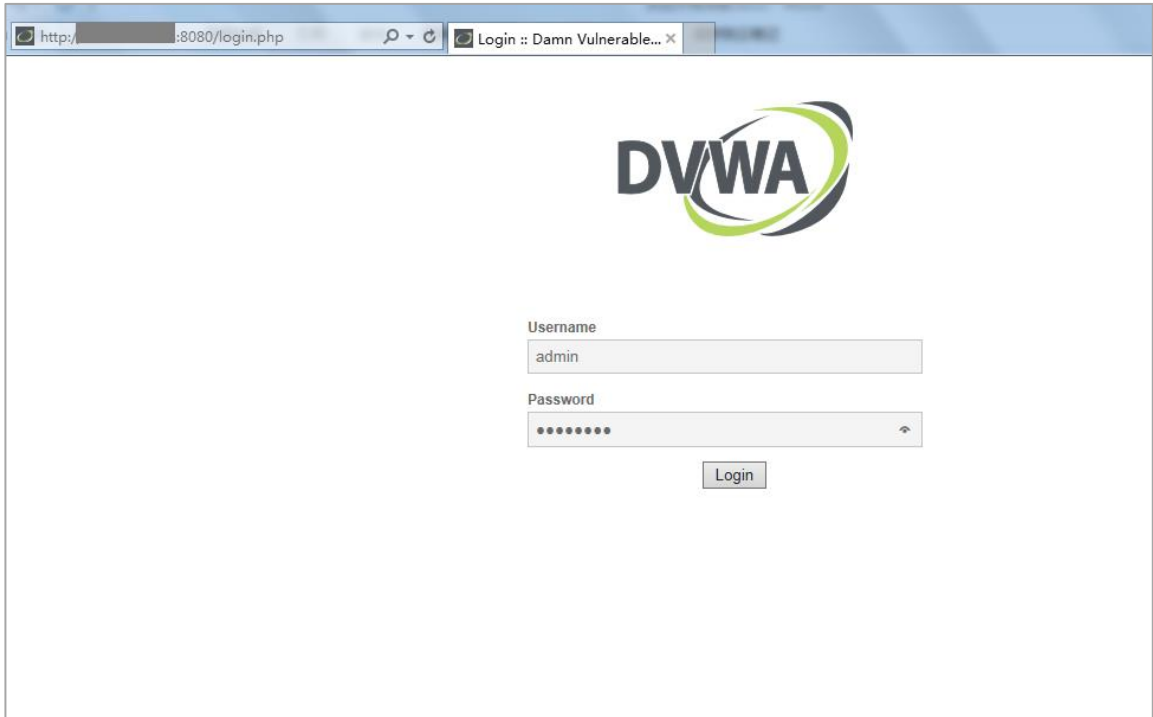 http:/ :8080/login.php
Login :: Damn Vulnerable...
DVWA
Username
admin
Password
••••••••
Login